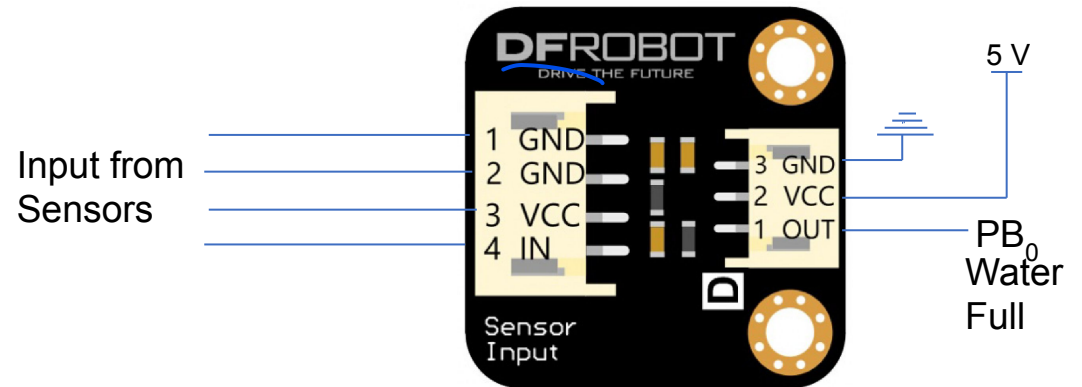 DFROBOT
DRIVE THE FUTURE
5 V
Input from
Sensors
1 GND
2 GND
3 VCC
4 IN
3 GND
2 VCC
1 OUT
PB0
Water
Full
D
Sensor
Input